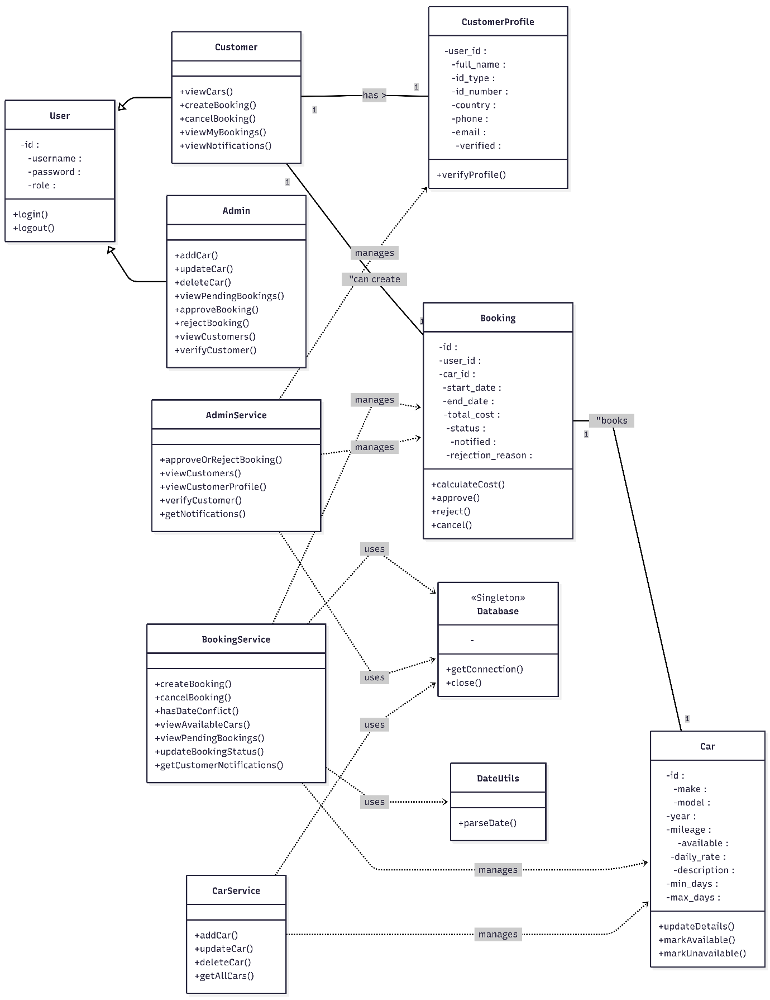 CustomerProfile
-user_id :
-full_name :
-id_type :
-id_number :
-country :
-phone :
-email :
-verified :
+verifyProfile()
Customer
+viewCars()
+createBooking()
+cancelBooking()
+viewMyBookings()
+viewNotifications()
has >
1
1
1
User
-id :
-username :
-password :
-role :
+login()
+logout()
Admin
+addCar()
+updateCar()
+deleteCar()
+viewPendingBookings()
+approveBooking()
+rejectBooking()
+viewCustomers()
+verifyCustomer()
manages
"can create
1
Booking
-id :
-user_id :
-car_id :
-start_date :
-end_date :
-total_cost :
-status :
-notified :
-rejection_reason :
+calculateCost()
+approve()
+reject()
+cancel()
manages
manages
"books
1
AdminService
+approveOrRejectBooking()
+viewCustomers()
+viewCustomerProfile()
+verifyCustomer()
+getNotifications()
uses
«Singleton»
Database
-
+getConnection()
+close()
BookingService
+createBooking()
+cancelBooking()
+hasDateConflict()
+viewAvailableCars()
+viewPendingBookings()
+updateBookingStatus()
+getCustomerNotifications()
uses
uses
uses
DateUtils
+parseDate()
1
Car
-id :
-make :
-model :
-year :
-mileage :
-available :
-daily_rate :
-description :
-min_days :
-max_days :
+updateDetails()
+markAvailable()
+markUnavailable()
manages
manages
CarService
+addCar()
+updateCar()
+deleteCar()
+getAllCars()